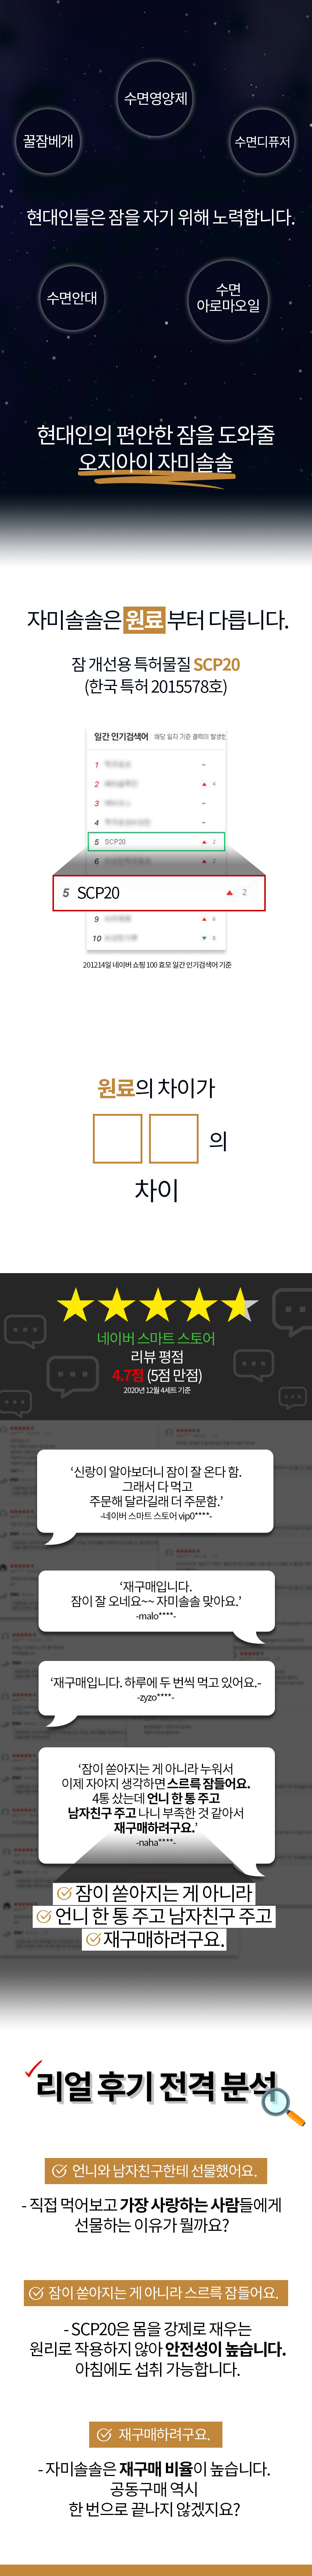 수면영양제
꿀잠베개
수면디퓨저
현대인들은 잠을 자기 위해 노력합니다.
수면안대
수면
아로마오일
현대인의 편안한 잠을 도와줄
오지아이 자미솔솔
자미솔솔은 원료부터 다릅니다.
잠 개선용 특허물질 SCP20
(한국 특허 2015578호)
일간 인기검색어 해당 일자 기준 클릭이 발생한
1 -
2 ▲ 4
3 -
4 -
5 SCP20 ▲ 2
6 ▲ 2
5 SCP20 ▲ 2
9 ▲ 6
10 ▼ 8
201214일 네이버 쇼핑 100 효모 일간 인기검색어 기준
원료의 차이가
의
차이
네이버 스마트 스토어
리뷰 평점
4.7점 (5점 만점)
2020년 12월 4세트 기준
‘신랑이 알아보더니 잠이 잘 온다 함.
그래서 다 먹고
주문해 달라길래 더 주문함.’
-네이버 스마트 스토어 vip0****-
‘재구매입니다.
잠이 잘 오네요~~ 자미솔솔 맞아요.’
-malo****-
‘재구매입니다. 하루에 두 번씩 먹고 있어요.-
-zyzo****-
‘잠이 쏟아지는 게 아니라 누워서
이제 자야지 생각하면 스르륵 잠들어요.
4통 샀는데 언니 한 통 주고
남자친구 주고 나니 부족한 것 같아서
재구매하려구요.’
-naha****-
잠이 쏟아지는 게 아니라
언니 한 통 주고 남자친구 주고
재구매하려구요.
리얼 후기 전격 분석
언니와 남자친구한테 선물했어요.
- 직접 먹어보고 가장 사랑하는 사람들에게
선물하는 이유가 뭘까요?
잠이 쏟아지는 게 아니라 스르륵 잠들어요.
- SCP20은 몸을 강제로 재우는
원리로 작용하지 않아 안전성이 높습니다.
아침에도 섭취 가능합니다.
재구매하려구요.
- 자미솔솔은 재구매 비율이 높습니다.
공동구매 역시
한 번으로 끝나지 않겠지요?